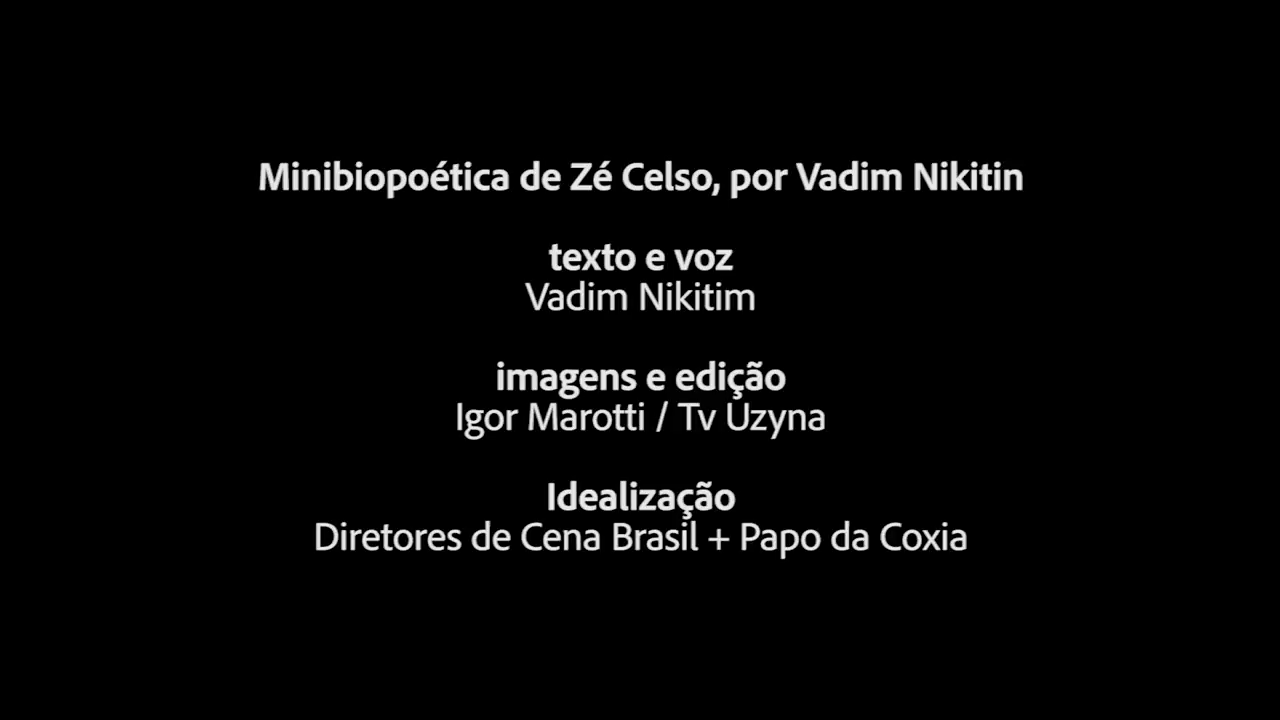 Minibiopoética de Zé Celso, por Vadim Nikitin
texto e voz
Vadim Nikitim
imagens e edição
Igor Marotti / Tv Uzyna
Idealização
Diretores de Cena Brasil + Papo da Coxia